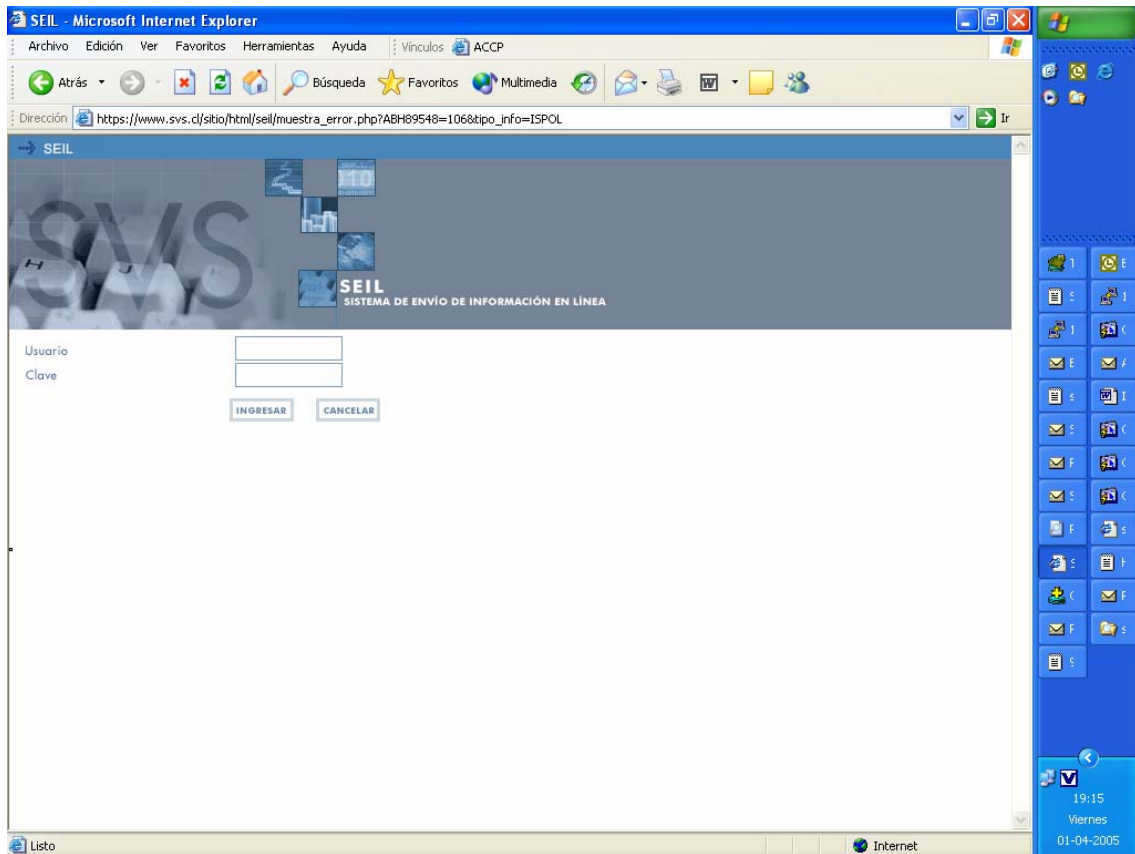 SEIL - Microsoft Internet Explorer
Archivo Edición Ver Favoritos Herramientas Ayuda Vínculos ACCP
Atrás Búsqueda Favoritos Multimedia
Dirección https://www.svs.cl/sitio/html/seil/muestra_error.php?ABH89548=106&tipo_info=ISPOL Ir
SEIL
SVS
SEIL
SISTEMA DE ENVÍO DE INFORMACIÓN EN LÍNEA
Usuario
Clave
INGRESAR CANCELAR
19:15
Viernes
01-04-2005
Listo Internet